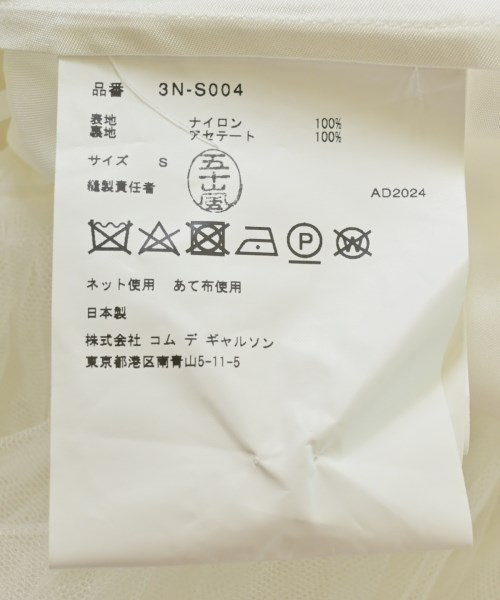 品番 3N-S004
表地 ナイロン 100%
裏地 アセテート 100%
サイズ S
縫製責任者 五十嵐
AD2024
P
W
ネット使用 あて布使用
日本製
株式会社 コム デ ギャルソン
東京都港区南青山5-11-5